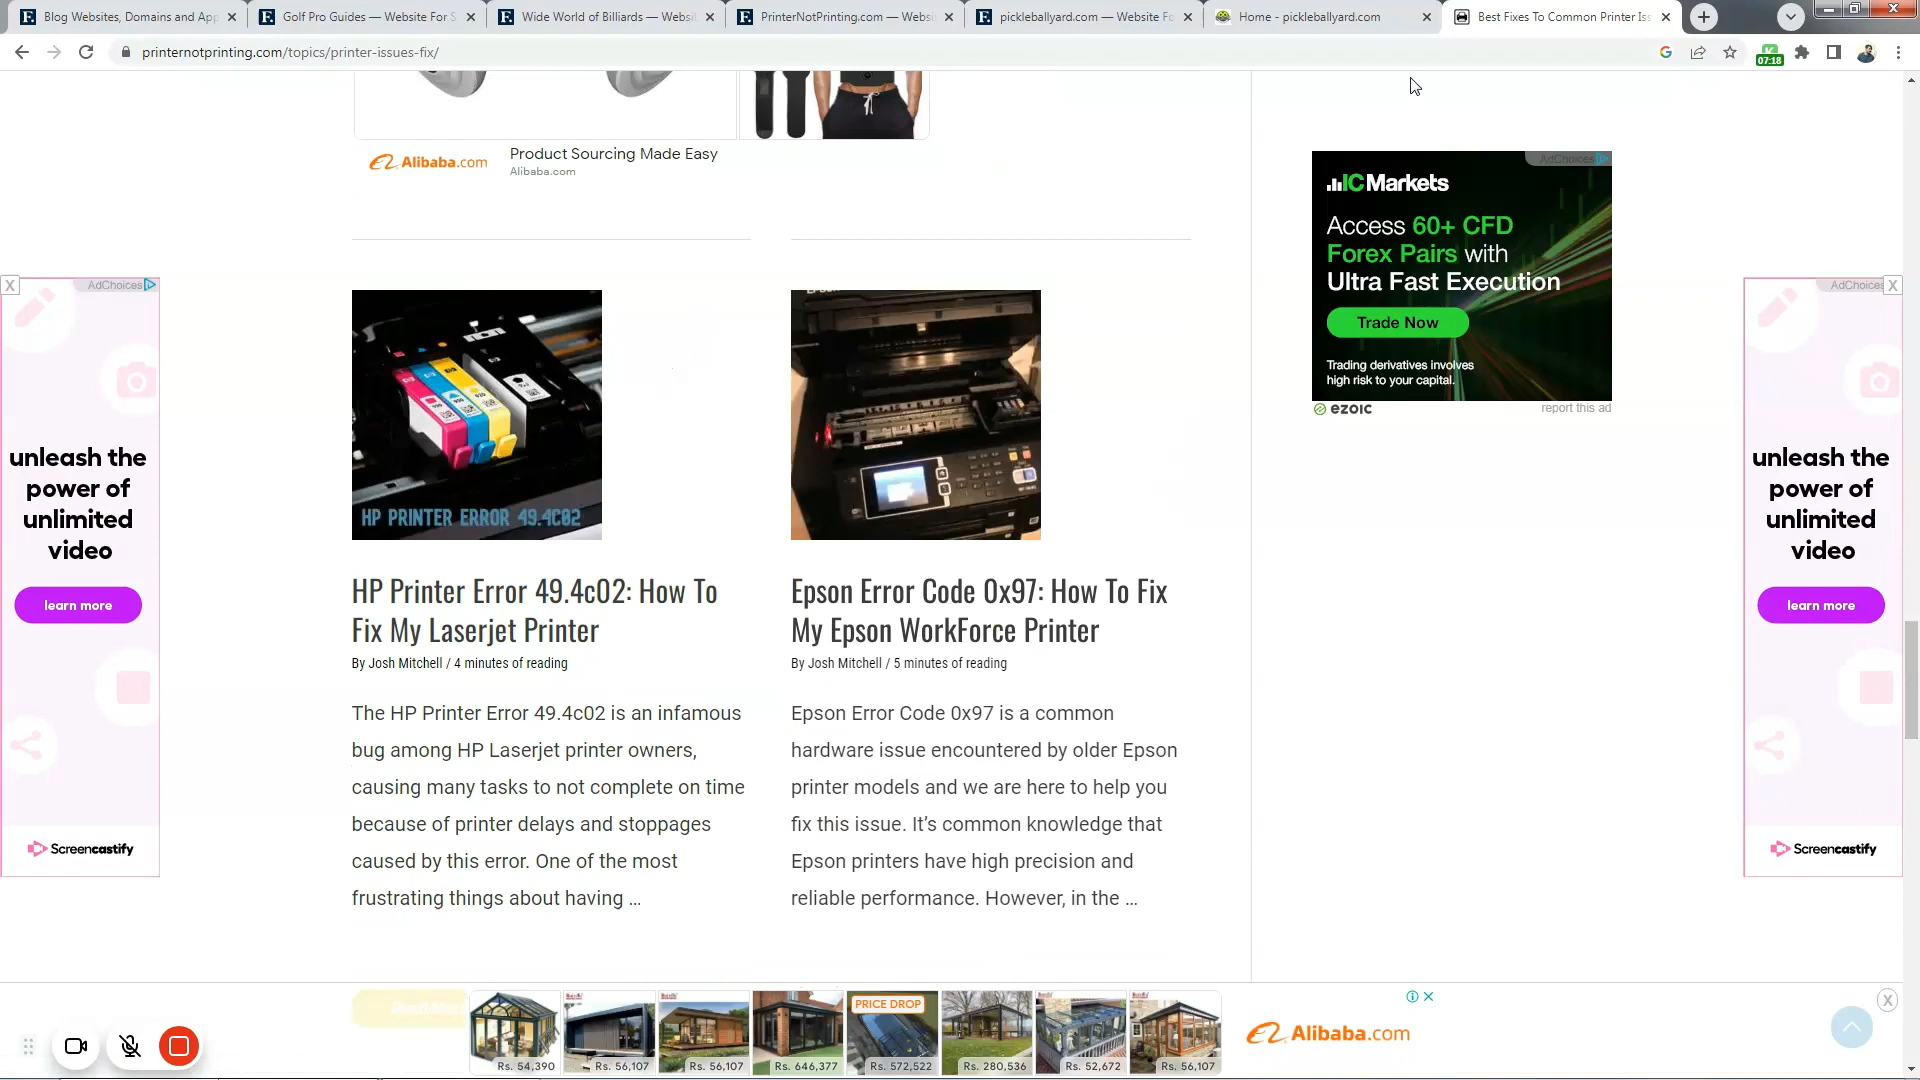 Blog Websites, Domains and App
Golf Pro Guides — Website For S
Wide World of Billiards — Websi
PrinterNotPrinting.com — Websi
pickleballyard.com — Website Fo
Home - pickleballyard.com
Best Fixes To Common Printer Iss
printernotprinting.com/topics/printer-issues-fix/
07:18
Alibaba.com
Product Sourcing Made Easy
Alibaba.com
AdChoices
ICMarkets
Access 60+ CFD
Forex Pairs with
Ultra Fast Execution
Trade Now
Trading derivatives involves
high risk to your capital.
ezoic
report this ad
X
AdChoices
unleash the
power of
unlimited
video
learn more
Screencastify
HP PRINTER ERROR 49.4C02
HP Printer Error 49.4c02: How To
Fix My Laserjet Printer
By Josh Mitchell / 4 minutes of reading
The HP Printer Error 49.4c02 is an infamous
bug among HP Laserjet printer owners,
causing many tasks to not complete on time
because of printer delays and stoppages
caused by this error. One of the most
frustrating things about having ...
Epson Error Code 0x97: How To Fix
My Epson WorkForce Printer
By Josh Mitchell / 5 minutes of reading
Epson Error Code 0x97 is a common
hardware issue encountered by older Epson
printer models and we are here to help you
fix this issue. It’s common knowledge that
Epson printers have high precision and
reliable performance. However, in the ...
AdChoices
X
unleash the
power of
unlimited
video
learn more
Screencastify
PRICE DROP
Rs. 54,390
Rs. 56,107
Rs. 56,107
Rs. 646,377
Rs. 572,522
Rs. 280,536
Rs. 52,672
Rs. 56,107
Alibaba.com
X